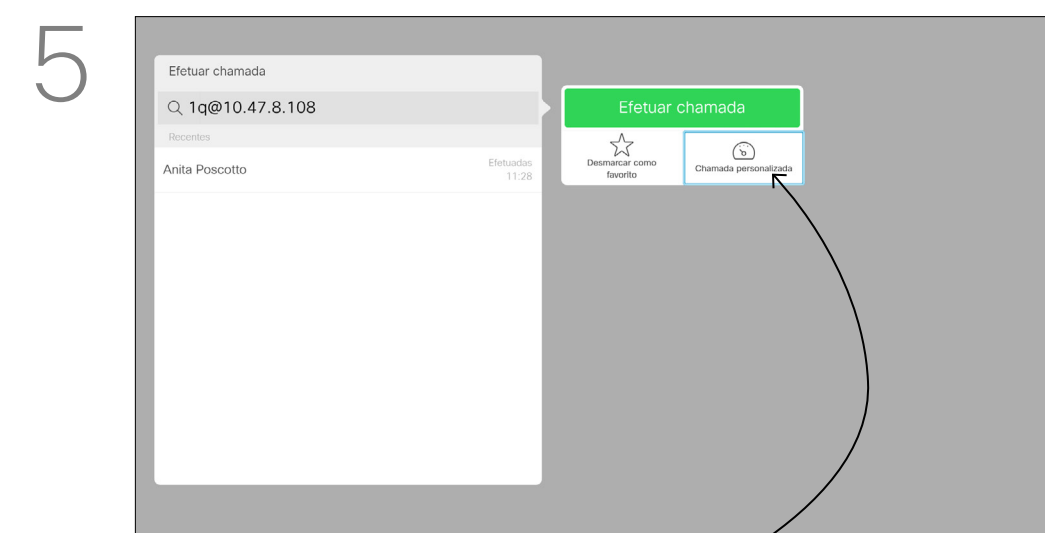 5
Efetuar chamada
1q@10.47.8.108
Recentes
Anita Poscotto
Efetuadas
11:28
Efetuar chamada
Desmarcar como
favorito
Chamada personalizada